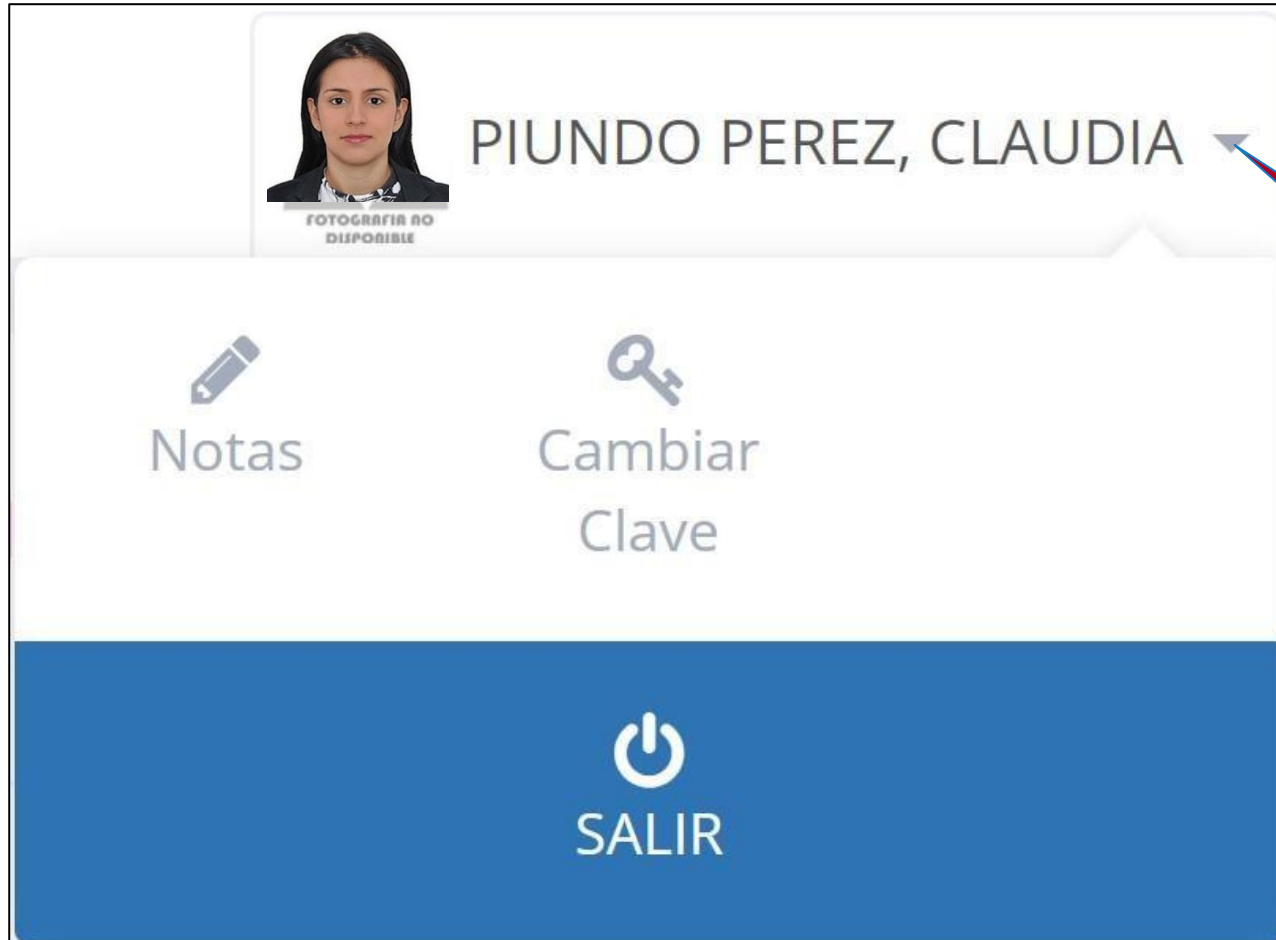 PIUNDO PEREZ, CLAUDIA
FOTOGRAFIA NO
DISPONIBLE
Notas
Cambiar
Clave
SALIR